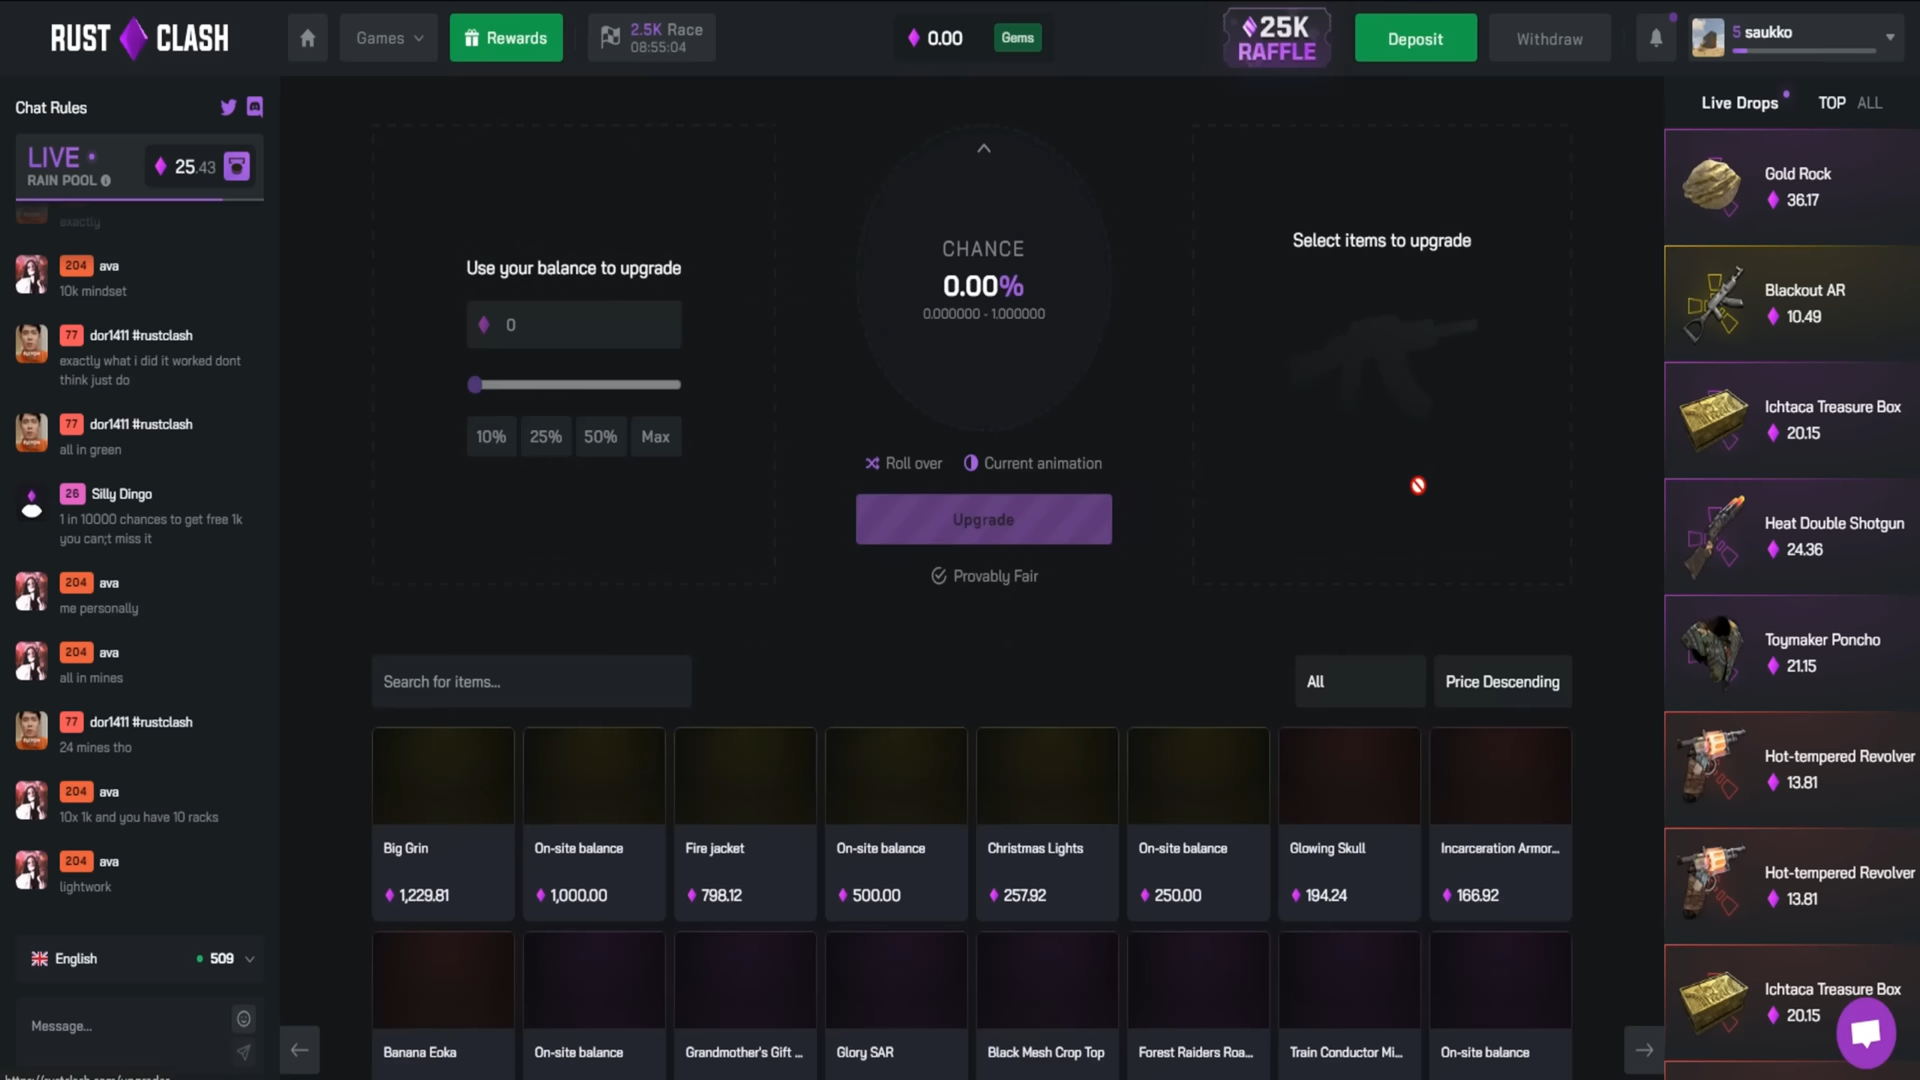 RUST CLASH
Games
Rewards
2.5K Race
08:55:04
0.00
Gems
25K
RAFFLE
Deposit
Withdraw
5 saukko
Chat Rules
LIVE
RAIN POOL
25.43
exactly
204 ava
10k mindset
77 dor1411 #rustclash
exactly what i did it worked dont
think just do
77 dor1411 #rustclash
all in green
26 Silly Dingo
1 in 10000 chances to get free 1k
you can;t miss it
204 ava
me personally
204 ava
all in mines
77 dor1411 #rustclash
24 mines tho
204 ava
10x 1k and you have 10 racks
204 ava
lightwork
English
509
Message...
Use your balance to upgrade
0
10% 25% 50% Max
CHANCE
0.00%
0.000000 - 1.000000
Roll over
Current animation
Upgrade
Provably Fair
Select items to upgrade
Search for items...
All
Price Descending
Big Grin
1,229.81
On-site balance
1,000.00
Fire jacket
798.12
On-site balance
500.00
Christmas Lights
257.92
On-site balance
250.00
Glowing Skull
194.24
Incarceration Armor...
166.92
Banana Eoka
On-site balance
Grandmother's Gift ...
Glory SAR
Black Mesh Crop Top
Forest Raiders Roa...
Train Conductor Mi...
On-site balance
Live Drops
TOP ALL
Gold Rock
36.17
Blackout AR
10.49
Ichtaca Treasure Box
20.15
Heat Double Shotgun
24.36
Toymaker Poncho
21.15
Hot-tempered Revolver
13.81
Hot-tempered Revolver
13.81
Ichtaca Treasure Box
20.15